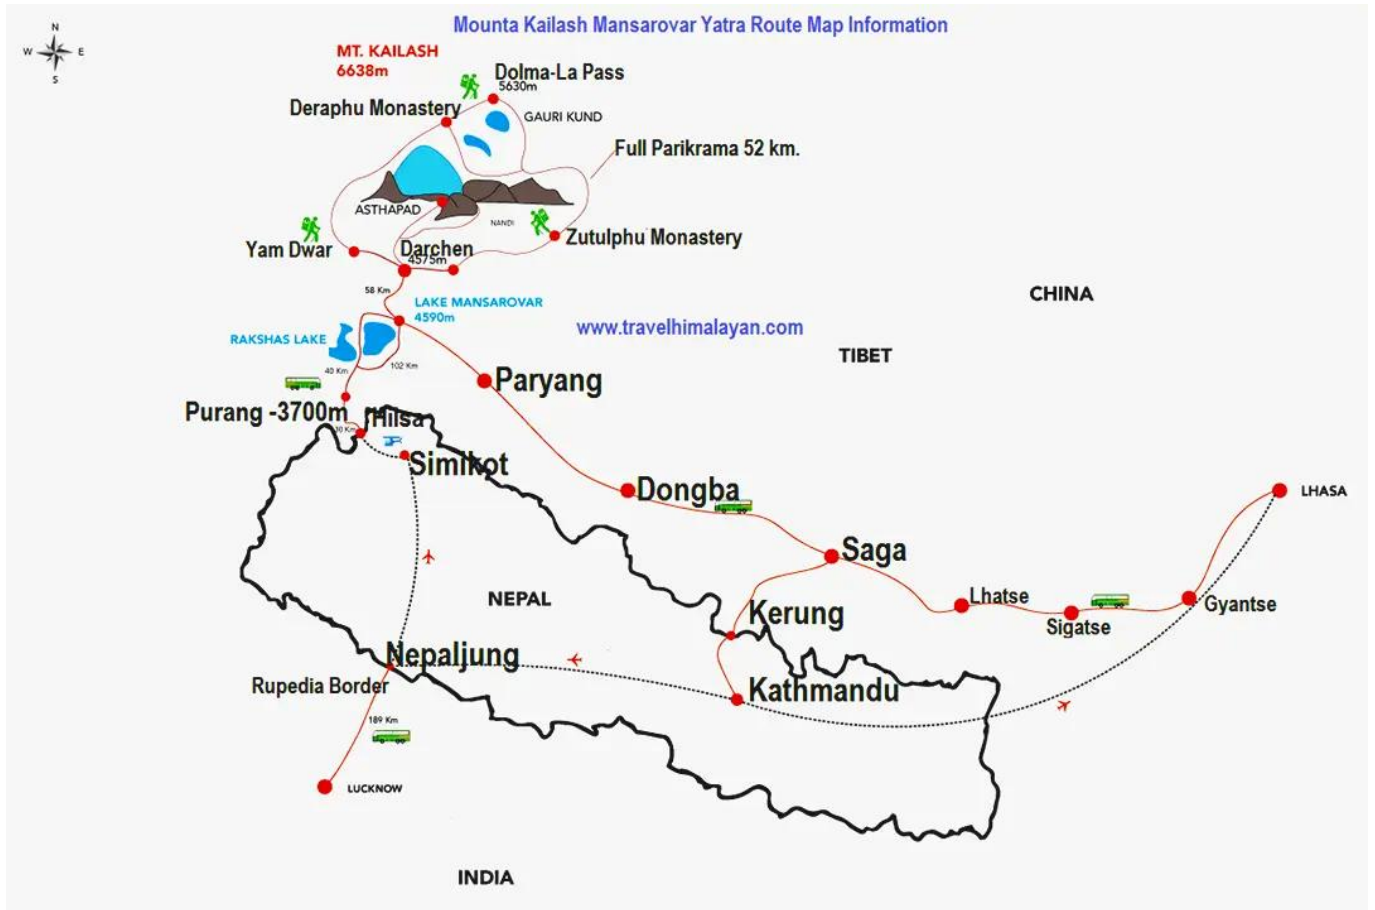 Mounta Kailash Mansarovar Yatra Route Map Information
N
W E
S
MT. KAILASH
6638m
Dolma-La Pass
5630m
Deraphu Monastery
GAURI KUND
Full Parikrama 52 km.
ASTHAPAD
NANDI
Yam Dwar
Darchen
4575m
Zutulphu Monastery
58 Km
LAKE MANSAROVAR
4590m
CHINA
www.travelhimalayan.com
RAKSHAS LAKE
TIBET
40 Km
102 Km
Paryang
Purang -3700m
Hilsa
30 Km
Simikot
Dongba
LHASA
Saga
NEPAL
Lhatse
Gyantse
Kerung
Sigatse
Nepaljung
Rupedia Border
Kathmandu
189 Km
LUCKNOW
INDIA